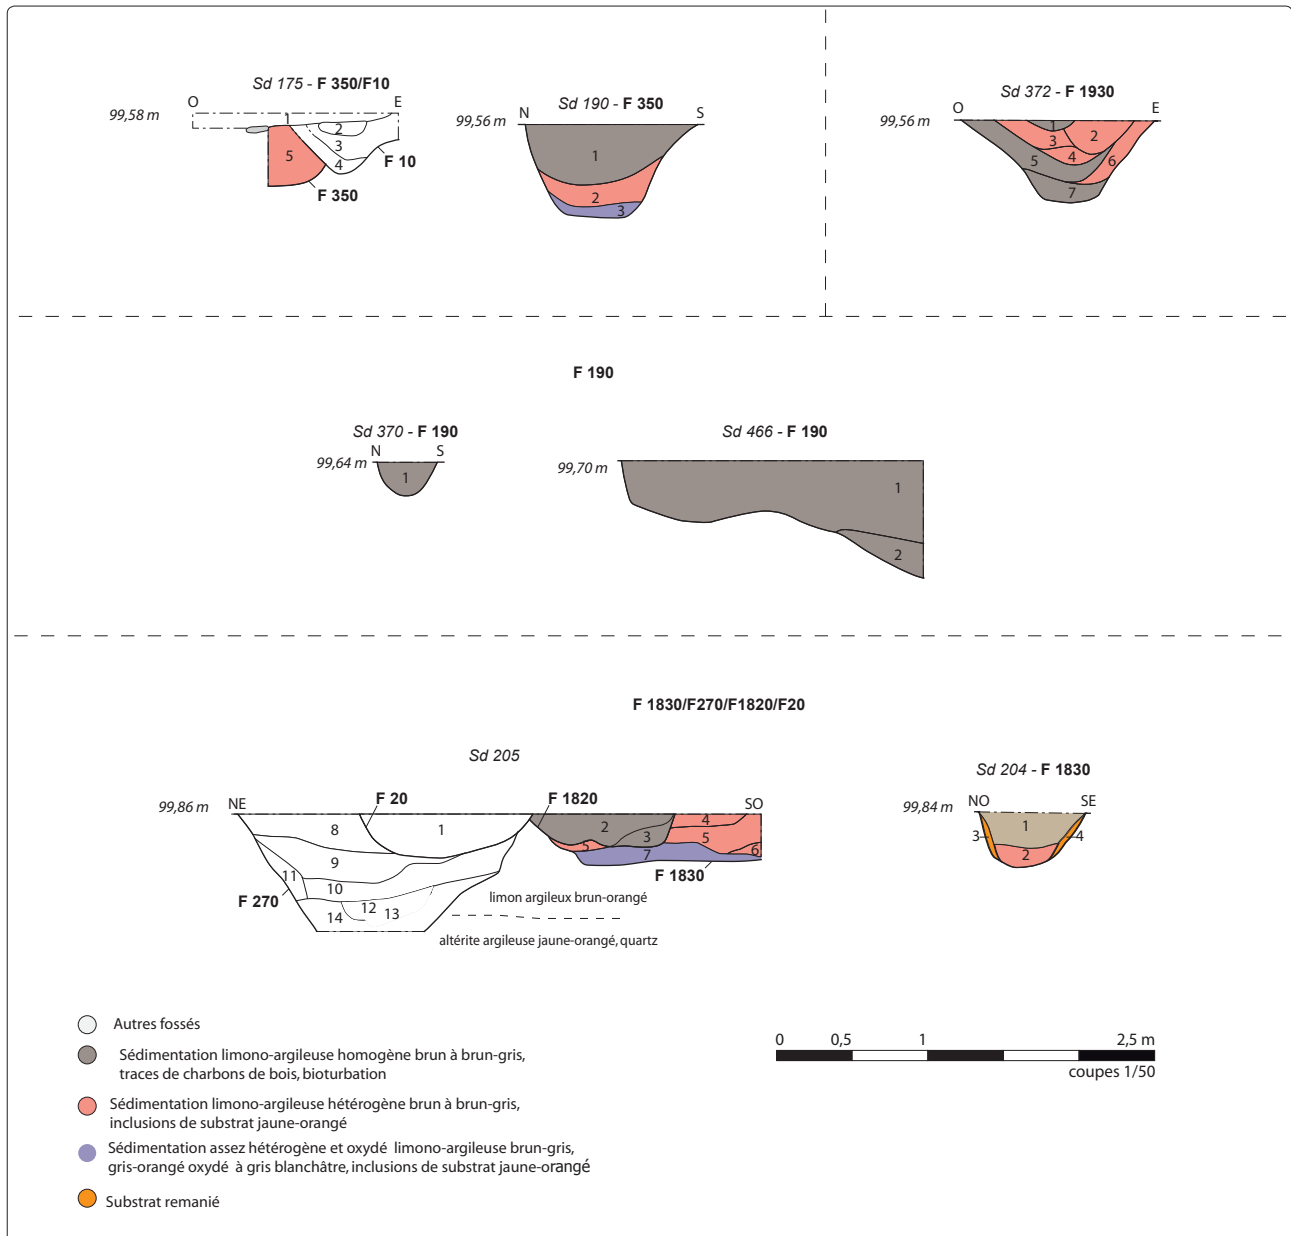 Sd 175 - F 350/F10
O E
99,58 m
1
2
3
4
5
F 10
F 350
Sd 190 - F 350
N S
99,56 m
1
2
3
Sd 372 - F 1930
O E
99,56 m
1
2
3
4
5
6
7
F 190
Sd 370 - F 190
N S
99,64 m
1
Sd 466 - F 190
99,70 m
1
2
F 1830/F270/F1820/F20
Sd 205
99,86 m NE F 20 F 1820 SO
8 1 2 3 4
9 5 7 5 6
11 10
F 270 F 1830
12
14 13
limon argileux brun-orangé
altérite argileuse jaune-orangé, quartz
Sd 204 - F 1830
NO SE
99,84 m
1
3 4
2
Autres fossés
Sédimentation limono-argileuse homogène brun à brun-gris,
traces de charbons de bois, bioturbation
Sédimentation limono-argileuse hétérogène brun à brun-gris,
inclusions de substrat jaune-orangé
Sédimentation assez hétérogène et oxydé limono-argileuse brun-gris,
gris-orangé oxydé à gris blanchâtre, inclusions de substrat jaune-orangé
Substrat remanié
0 0,5 1 2,5 m
coupes 1/50